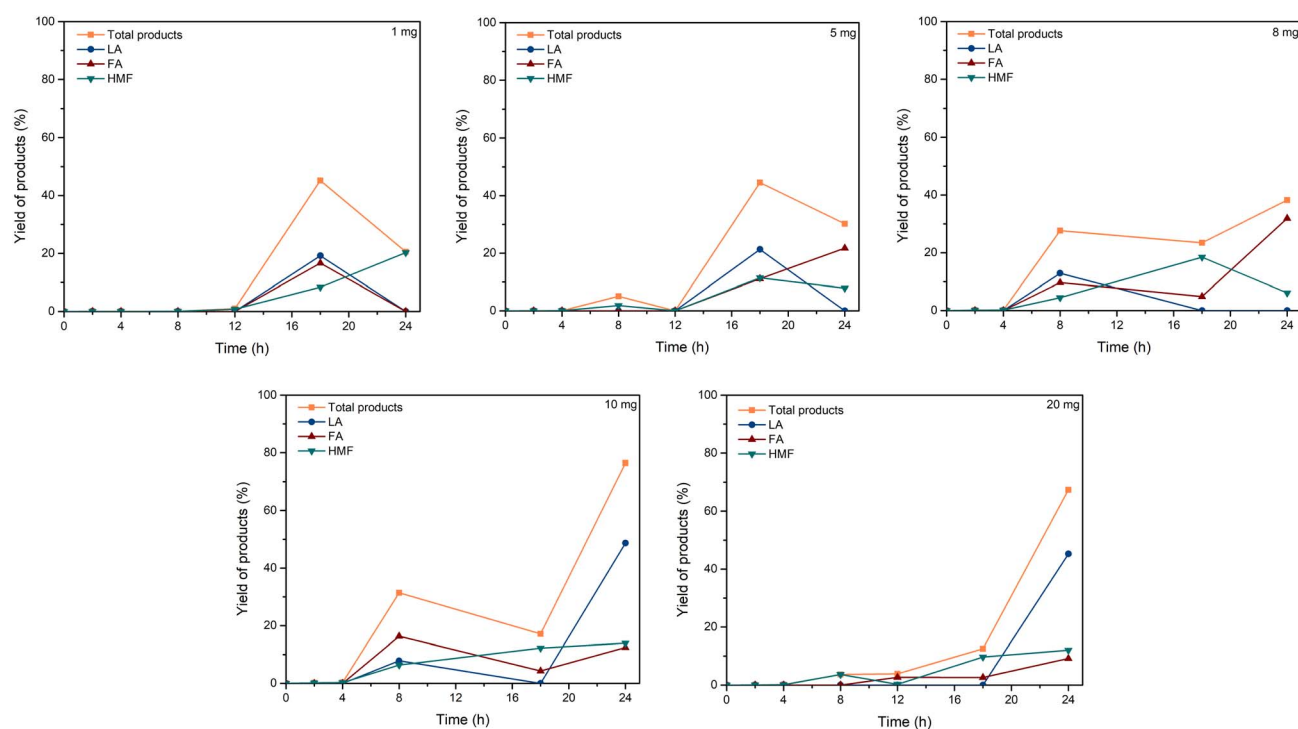 1 mg
Total products
LA
FA
HMF
Yield of products (%)
100
80
60
40
20
0
0 4 8 12 16 20 24
Time (h)
5 mg
Total products
LA
FA
HMF
Yield of products (%)
100
80
60
40
20
0
0 4 8 12 16 20 24
Time (h)
8 mg
Total products
LA
FA
HMF
Yield of products (%)
100
80
60
40
20
0
0 4 8 12 16 20 24
Time (h)
10 mg
Total products
LA
FA
HMF
Yield of products (%)
100
80
60
40
20
0
0 4 8 12 16 20 24
Time (h)
20 mg
Total products
LA
FA
HMF
Yield of products (%)
100
80
60
40
20
0
0 4 8 12 16 20 24
Time (h)